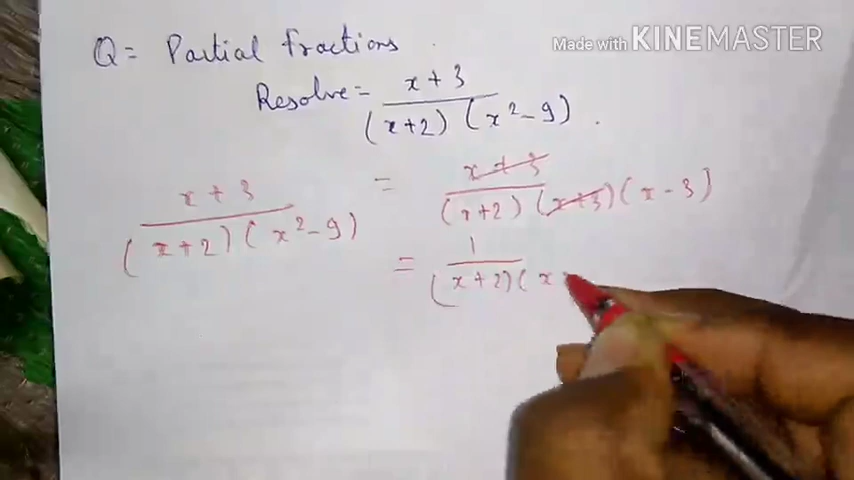 Made with KINEMASTER
Q = Partial fractions
Resolve = x + 3 / (x+2) (x² - 9) .
x + 3 / (x+2) (x² - 9) = x + 3 / (x+2) (x+3) (x - 3)
= 1 / (x+2) ( x